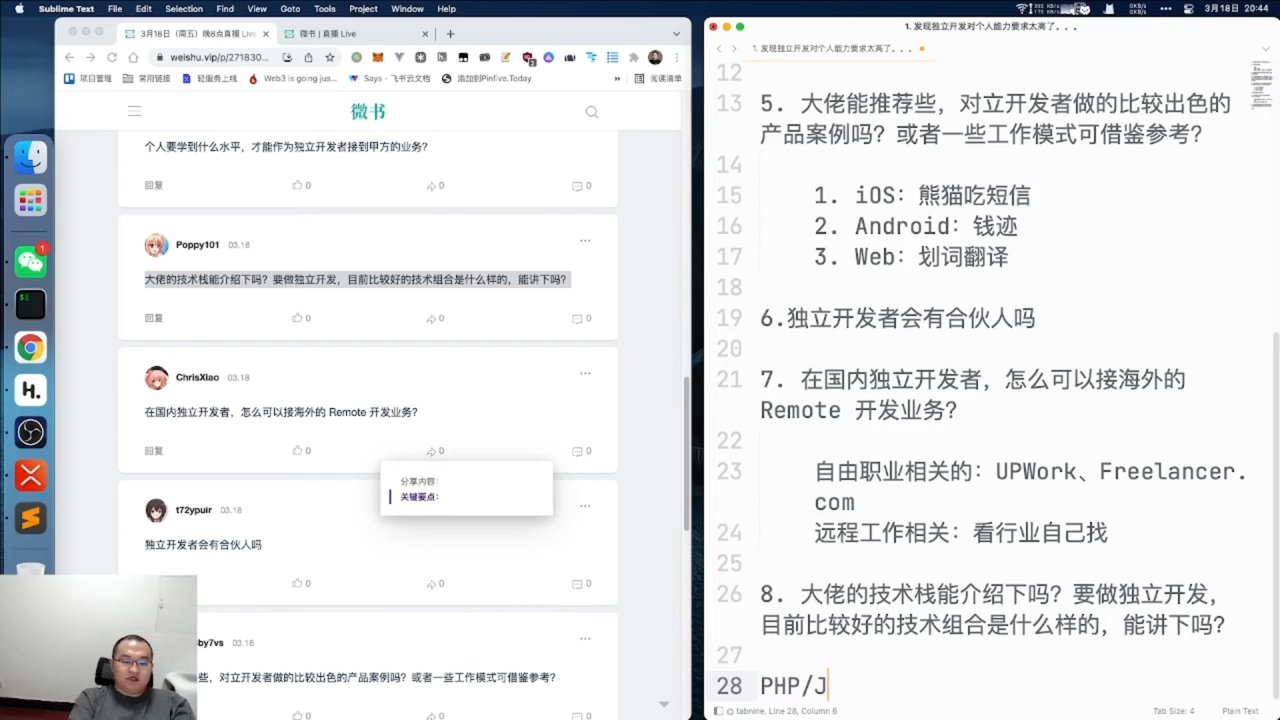 Sublime Text File Edit Selection Find View Goto Tools Project Window Help
391 KB/s
175 KB/s
0KB/s
0KB/s
3月18日 20:44
3月18日（周五）晚8点直播 Liv
微书 |
weishu.vip/p/271830...
项目管理
常用链接
轻服务上线
Web3 is going jus...
Says - 飞书云文档
添加到Pinfive.Today
阅读清单
微书
个人要学到什么水平，才能作为独立开发者接到甲方的业务？
回复 0 0 0
Poppy101 03.18
大佬的技术栈能介绍下吗？要做独立开发，目前比较好的技术组合是什么样的，能讲下吗？
回复 0 0 0
ChrisXiao 03.18
在国内独立开发者，怎么可以接海外的 Remote 开发业务？
回复 0 0 0
分享内容：
关键要点：
t72ypuir 03.18
独立开发者会有合伙人吗
0 0
by7vs 03.18
些，对立开发者做的比较出色的产品案例吗？或者一些工作模式可借鉴参考？
0 0 0
1. 发现独立开发对个人能力要求太高了。。。
1. 发现独立开发对个人能力要求太高了。。。
12
13 5. 大佬能推荐些，对立开发者做的比较出色的
产品案例吗？或者一些工作模式可借鉴参考？
14
15 1. iOS：熊猫吃短信
16 2. Android：钱迹
17 3. Web：划词翻译
18
19 6.独立开发者会有合伙人吗
20
21 7. 在国内独立开发者，怎么可以接海外的
Remote 开发业务？
22
23 自由职业相关的：UPWork、Freelancer.
com
24 远程工作相关：看行业自己找
25
26 8. 大佬的技术栈能介绍下吗？要做独立开发，
目前比较好的技术组合是什么样的，能讲下吗？
27
28 PHP/J
tabnine, Line 28, Column 6
Tab Size: 4
Plain Text